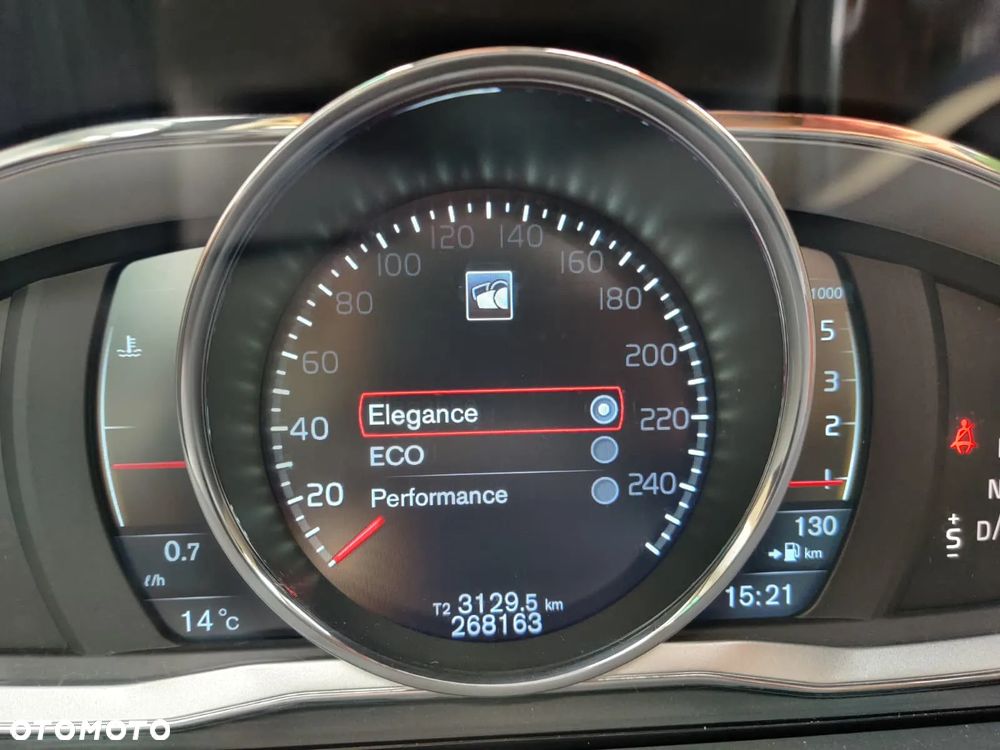 120 140
100 160
80 180
60 200
40 220
20 240
Elegance
ECO
Performance
T2 3129.5 km
268163
0.7
ℓ/h
14°C
1000
5
3
2
1
130
km
15:21
N
+
S
-
D/
OTOMOTO